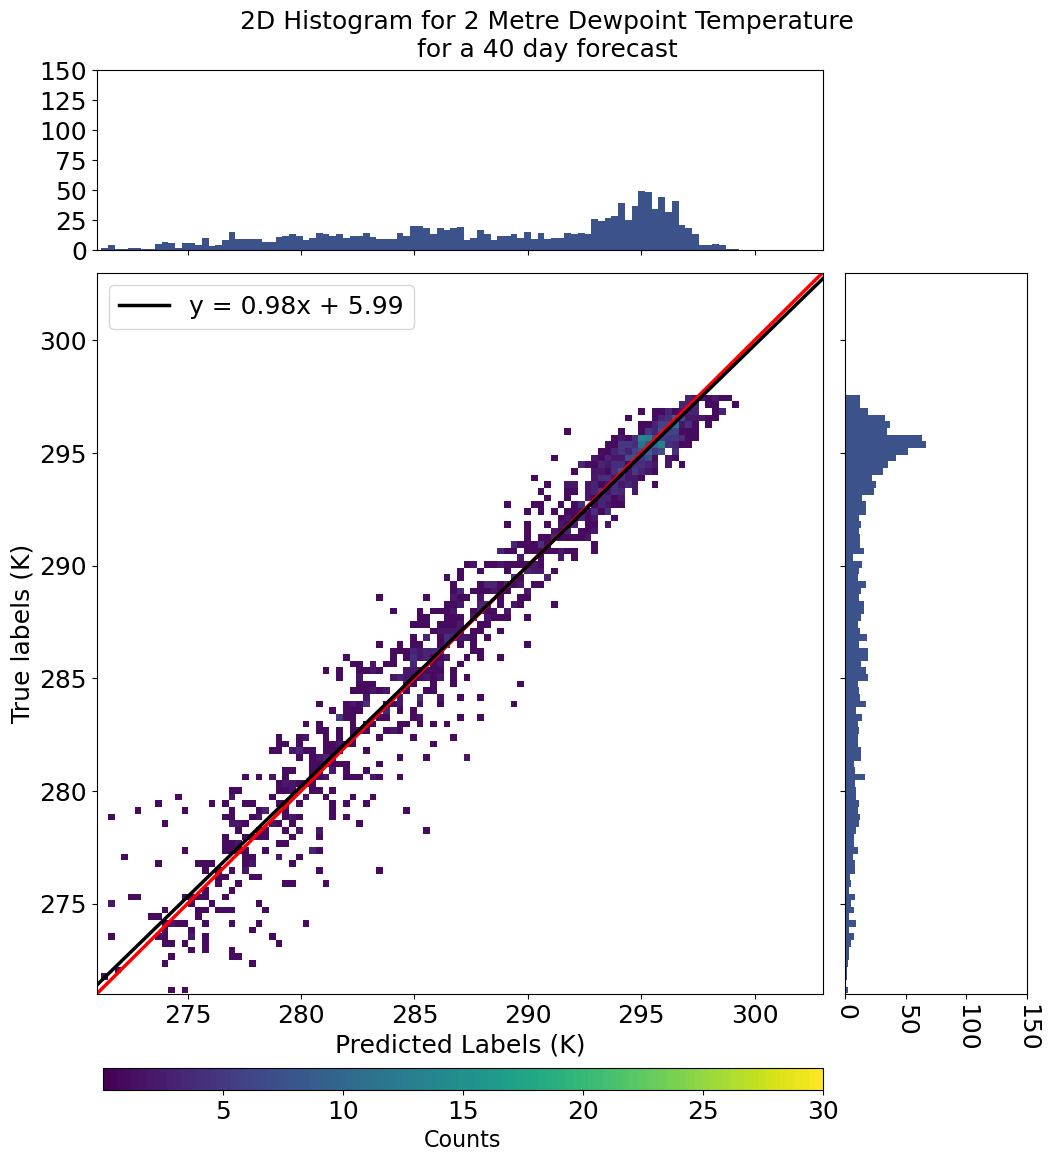 2D Histogram for 2 Metre Dewpoint Temperature
for a 40 day forecast
150
125
100
75
50
25
0
y = 0.98x + 5.99
300
295
290
285
280
275
True labels (K)
275 280 285 290 295 300
Predicted Labels (K)
0 50 100 150
5 10 15 20 25 30
Counts